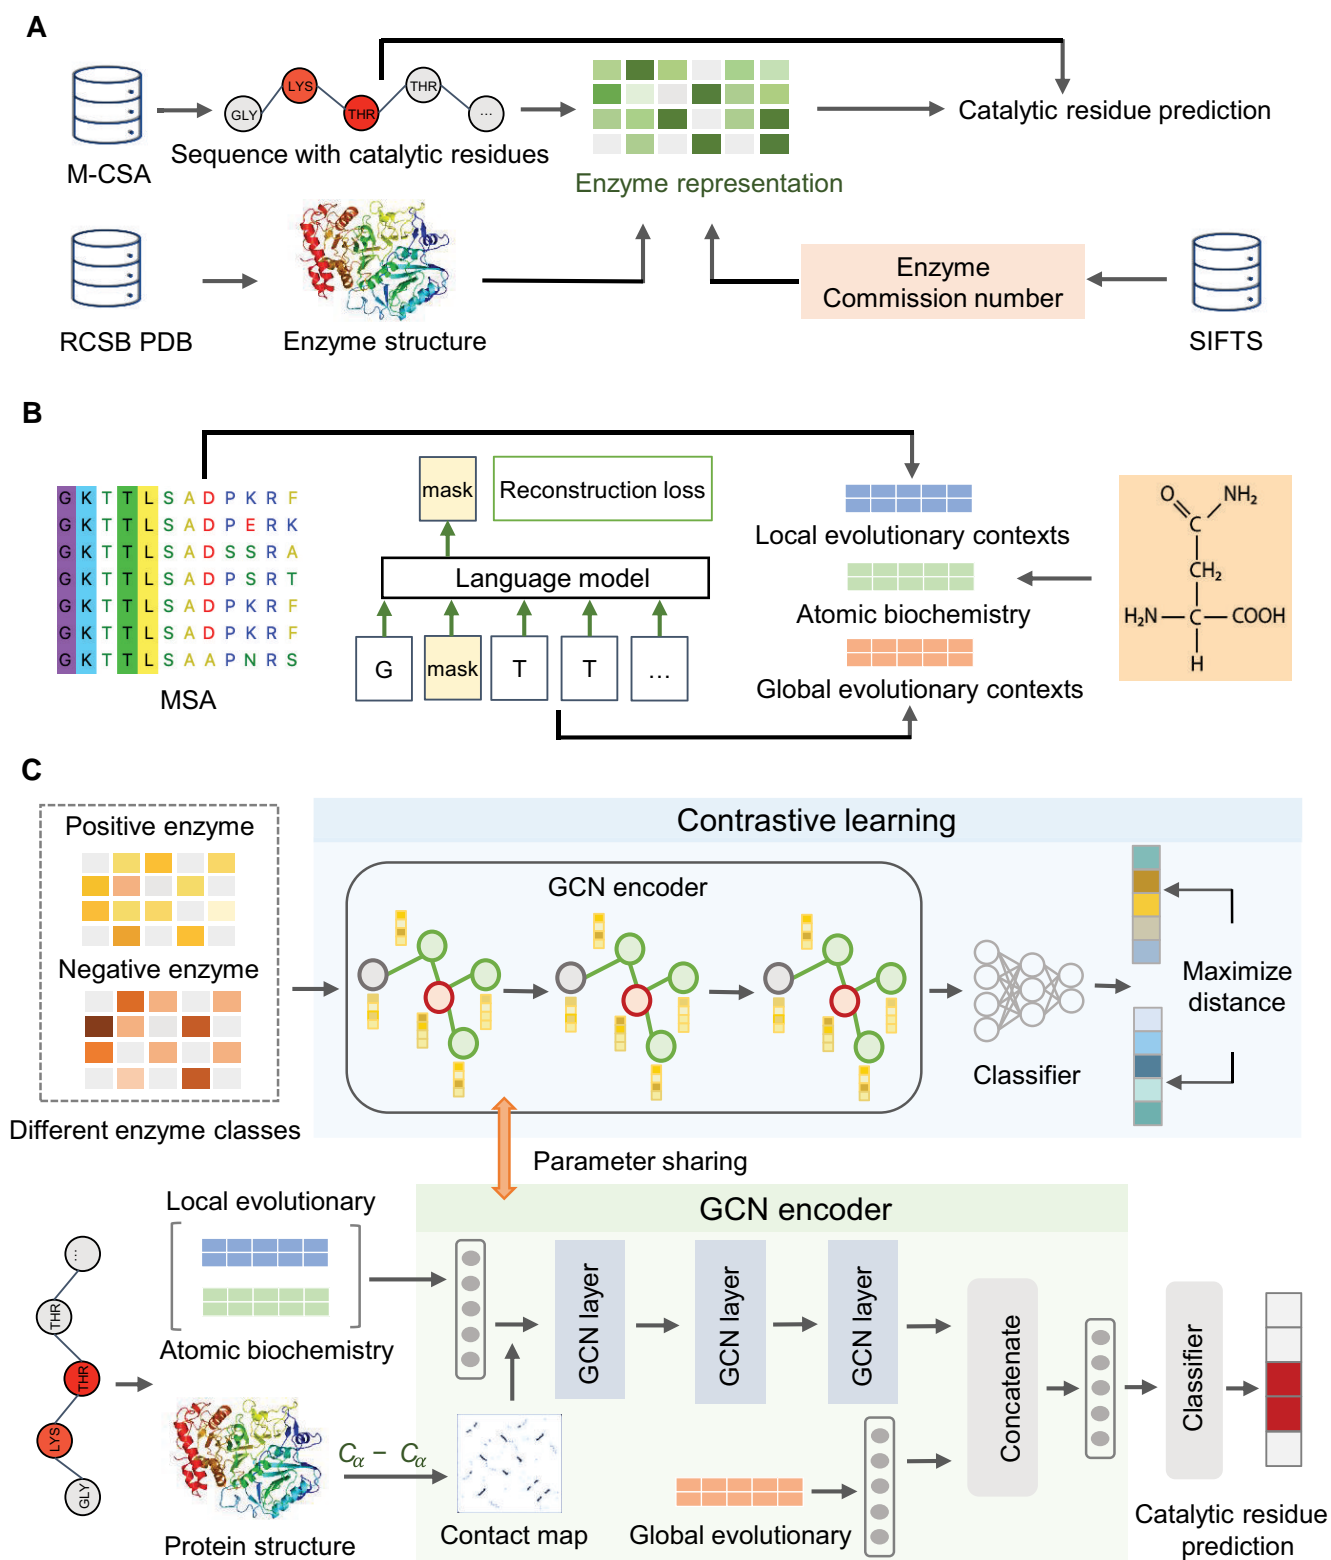 A
M-CSA
GLY
LYS
THR
THR
...
Sequence with catalytic residues
Enzyme representation
Catalytic residue prediction
RCSB PDB
Enzyme structure
Enzyme
Commission number
SIFTS
B
G K T T L S A D P K R F
G K T T L S A D P E R K
G K T T L S A D S S R A
G K T T L S A D P S R T
G K T T L S A D P K R F
G K T T L S A D P K R F
G K T T L S A A P N R S
MSA
mask
Reconstruction loss
Language model
G
mask
T
T
...
Local evolutionary contexts
Atomic biochemistry
Global evolutionary contexts
O
NH₂
C
CH₂
H₂N—C—COOH
H
C
Positive enzyme
Negative enzyme
Different enzyme classes
Contrastive learning
GCN encoder
Classifier
Maximize
distance
Parameter sharing
...
THR
THR
LYS
GLY
Local evolutionary
Atomic biochemistry
Protein structure
Cα – Cα
GCN encoder
GCN layer
GCN layer
GCN layer
Contact map
Global evolutionary
Concatenate
Classifier
Catalytic residue
prediction